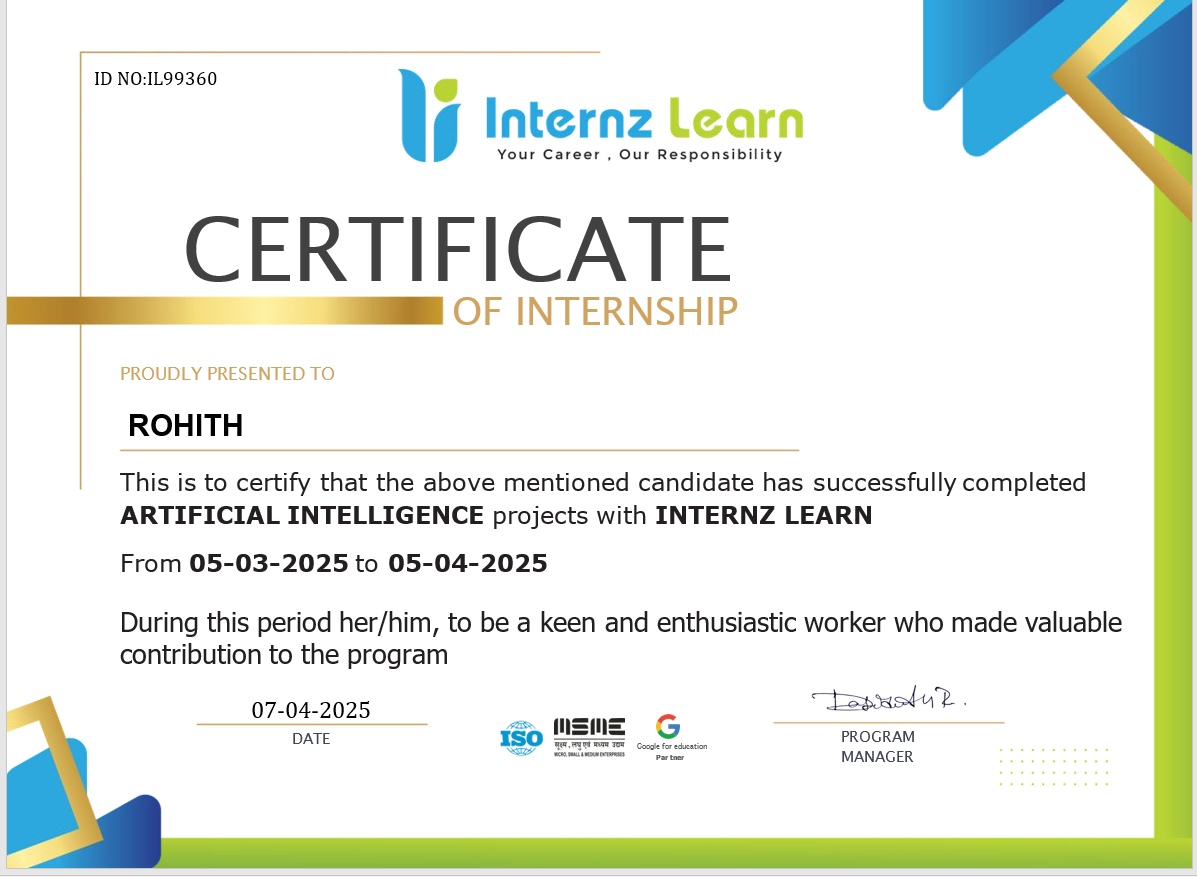 ID NO:IL99360
Internz Learn
Your Career , Our Responsibility
CERTIFICATE
OF INTERNSHIP
PROUDLY PRESENTED TO
ROHITH
This is to certify that the above mentioned candidate has successfully completed
ARTIFICIAL INTELLIGENCE projects with INTERNZ LEARN
From 05-03-2025 to 05-04-2025
During this period her/him, to be a keen and enthusiastic worker who made valuable
contribution to the program
07-04-2025
DATE
ISO
MSME
सूक्ष्म, लघु एवं मध्यम उद्यम
MICRO, SMALL & MEDIUM ENTERPRISES
Google for education
Partner
PROGRAM
MANAGER